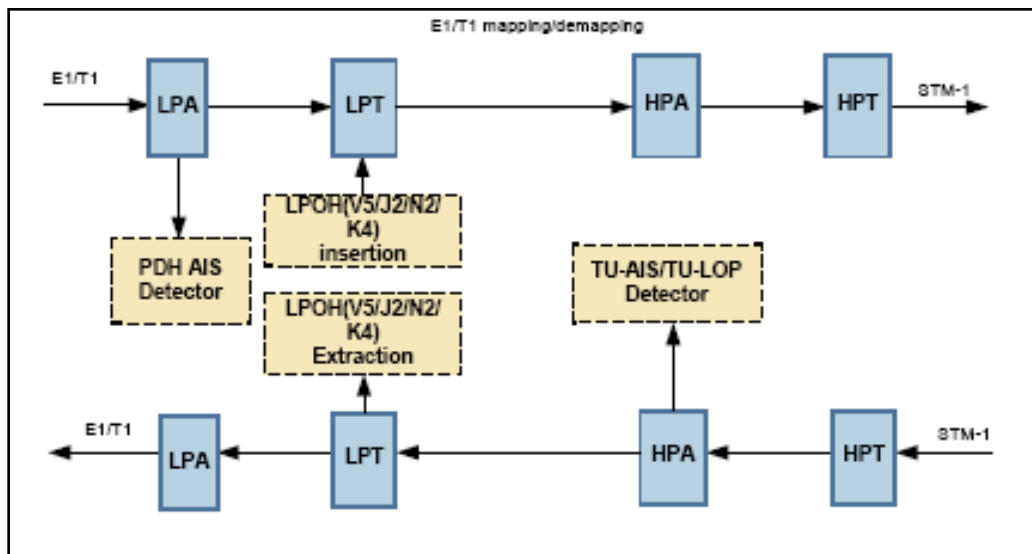 E1/T1 mapping/demapping
E1/T1
STM-1
LPA
LPT
HPA
HPT
LPOH(V5/J2/N2/
K4)
insertion
PDH AIS
Detector
TU-AIS/TU-LOP
Detector
LPOH(V5/J2/N2/
K4)
Extraction
E1/T1
STM-1
LPA
LPT
HPA
HPT